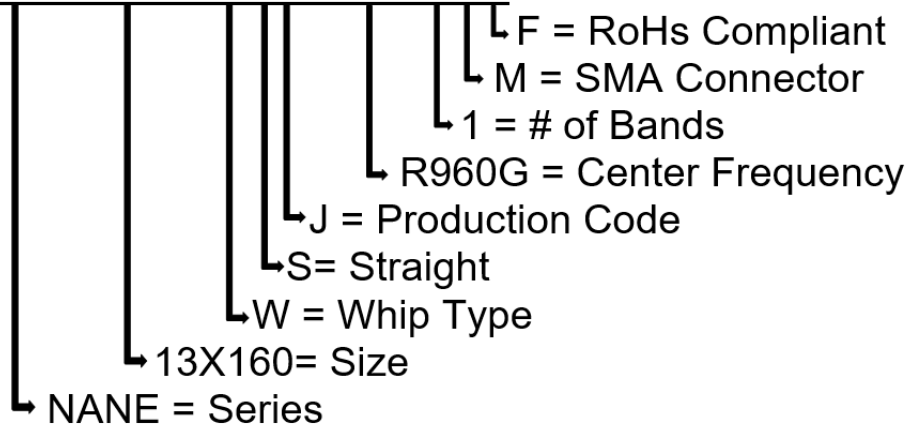 F = RoHs Compliant
M = SMA Connector
1 = # of Bands
R960G = Center Frequency
J = Production Code
S= Straight
W = Whip Type
13X160= Size
NANE = Series